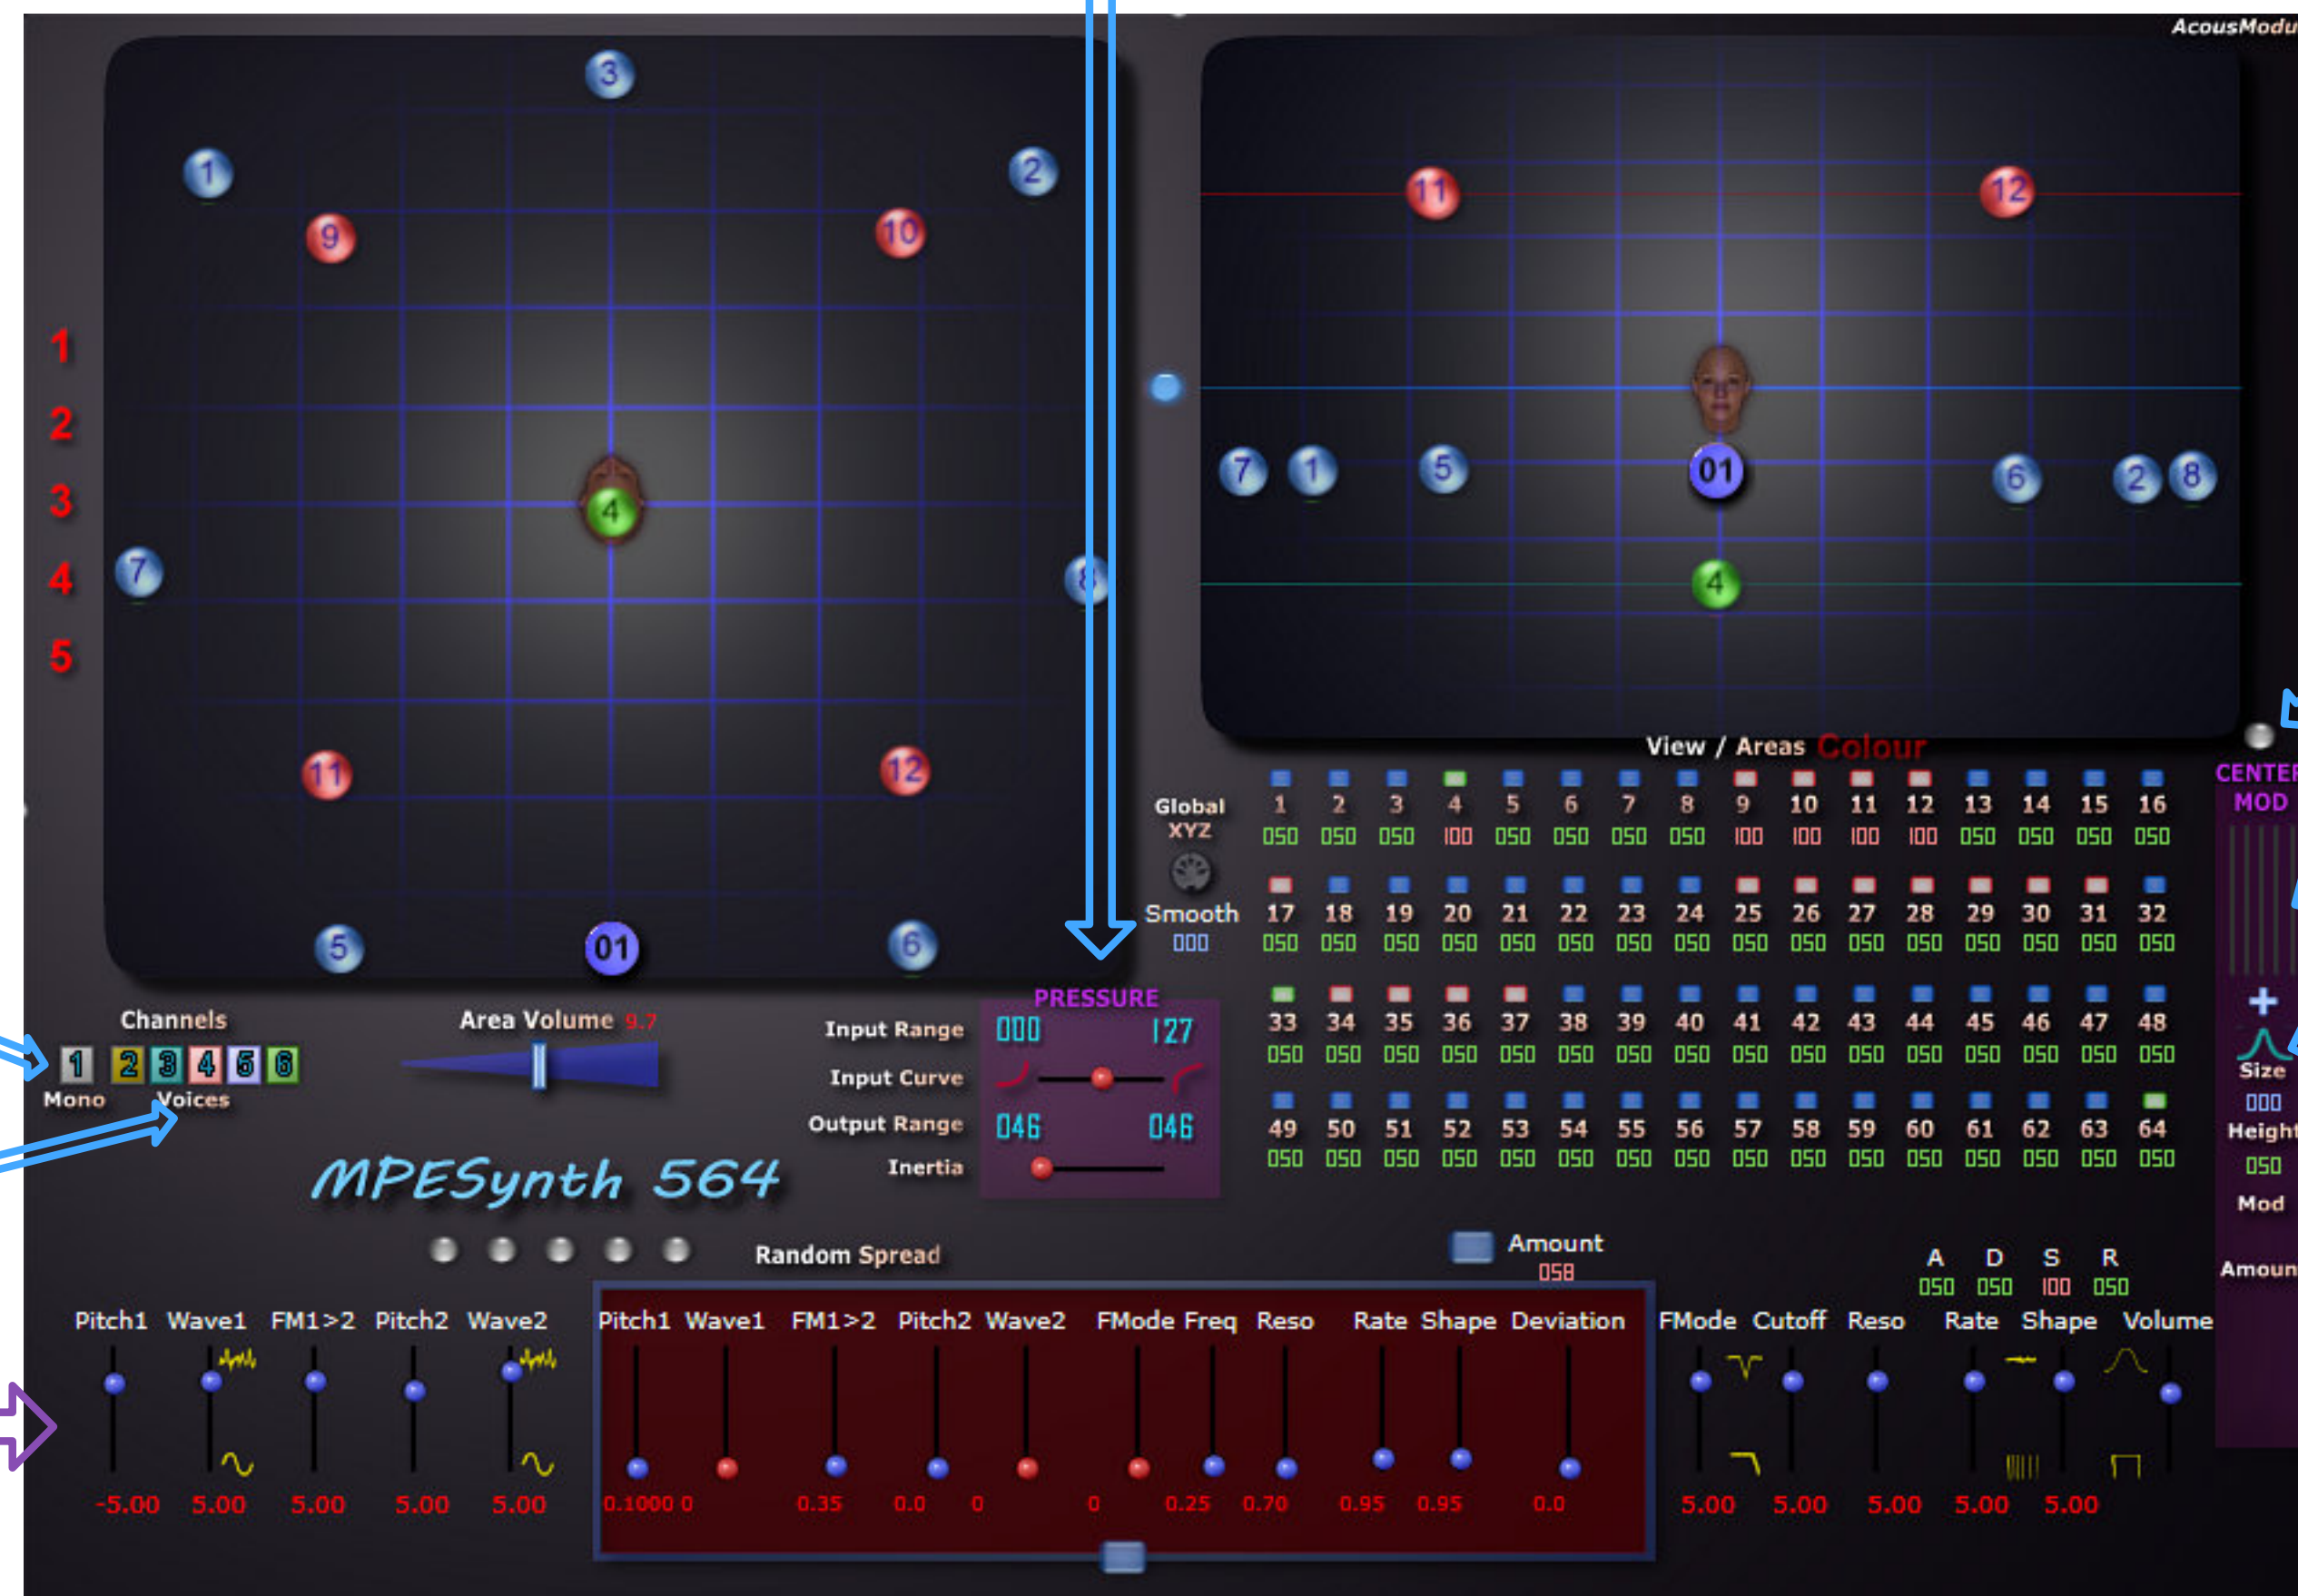 AcousModu
3
1 2
9 10
11 12
1
2
3
4
5
4
7 8
11 12
5 01 6
7 1 5 01 6 2 8
4
View / Areas Colour
CENTER
MOD
Global
XYZ
1 2 3 4 5 6 7 8 9 10 11 12 13 14 15 16
050 050 050 100 050 050 050 050 100 100 100 100 050 050 050 050
Smooth
000
17 18 19 20 21 22 23 24 25 26 27 28 29 30 31 32
050 050 050 050 050 050 050 050 050 050 050 050 050 050 050 050
33 34 35 36 37 38 39 40 41 42 43 44 45 46 47 48
050 050 050 050 050 050 050 050 050 050 050 050 050 050 050 050
49 50 51 52 53 54 55 56 57 58 59 60 61 62 63 64
050 050 050 050 050 050 050 050 050 050 050 050 050 050 050 050
+
Size
000
Height
050
Mod
Amoun
Channels
1 2 3 4 5 6
Mono Voices
Area Volume 9.7
PRESSURE
Input Range 000 127
Input Curve
Output Range 046 046
Inertia
MPESynth 564
Random Spread
Amount
058
A D S R
050 050 100 050
Pitch1 Wave1 FM1>2 Pitch2 Wave2
-5.00 5.00 5.00 5.00 5.00
Pitch1 Wave1 FM1>2 Pitch2 Wave2 FMode Freq Reso Rate Shape Deviation
0.1000 0 0.35 0.0 0 0 0.25 0.70 0.95 0.95 0.0
FMode Cutoff Reso Rate Shape Volume
5.00 5.00 5.00 5.00 5.00